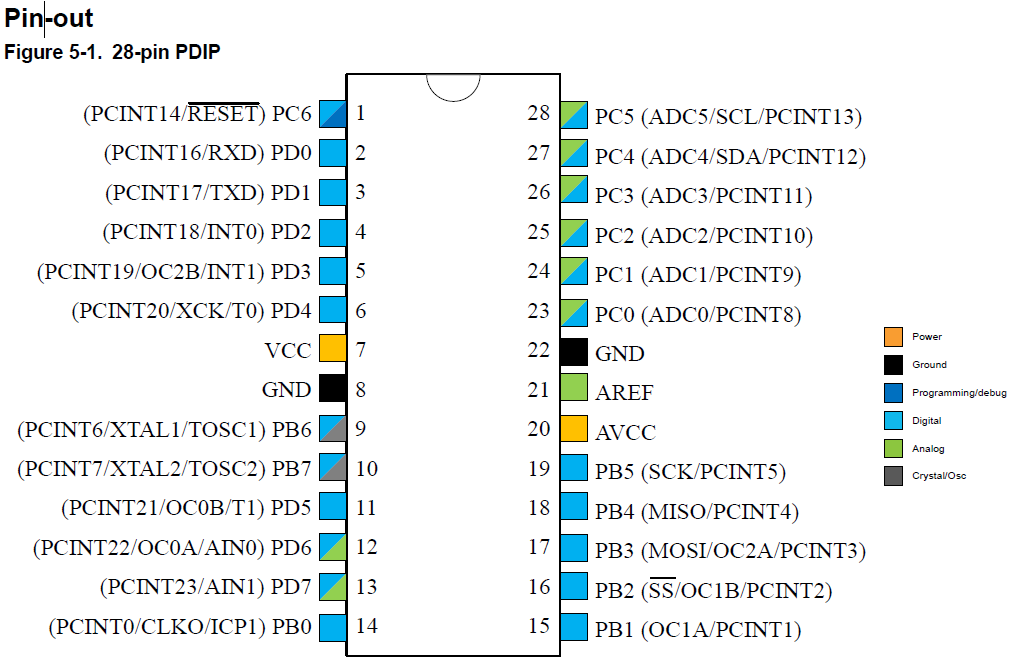 Pin-out
Figure 5-1. 28-pin PDIP
(PCINT14/RESET) PC6 1
(PCINT16/RXD) PD0 2
(PCINT17/TXD) PD1 3
(PCINT18/INT0) PD2 4
(PCINT19/OC2B/INT1) PD3 5
(PCINT20/XCK/T0) PD4 6
VCC 7
GND 8
(PCINT6/XTAL1/TOSC1) PB6 9
(PCINT7/XTAL2/TOSC2) PB7 10
(PCINT21/OC0B/T1) PD5 11
(PCINT22/OC0A/AIN0) PD6 12
(PCINT23/AIN1) PD7 13
(PCINT0/CLKO/ICP1) PB0 14
28 PC5 (ADC5/SCL/PCINT13)
27 PC4 (ADC4/SDA/PCINT12)
26 PC3 (ADC3/PCINT11)
25 PC2 (ADC2/PCINT10)
24 PC1 (ADC1/PCINT9)
23 PC0 (ADC0/PCINT8)
22 GND
21 AREF
20 AVCC
19 PB5 (SCK/PCINT5)
18 PB4 (MISO/PCINT4)
17 PB3 (MOSI/OC2A/PCINT3)
16 PB2 (SS/OC1B/PCINT2)
15 PB1 (OC1A/PCINT1)
Power
Ground
Programming/debug
Digital
Analog
Crystal/Osc